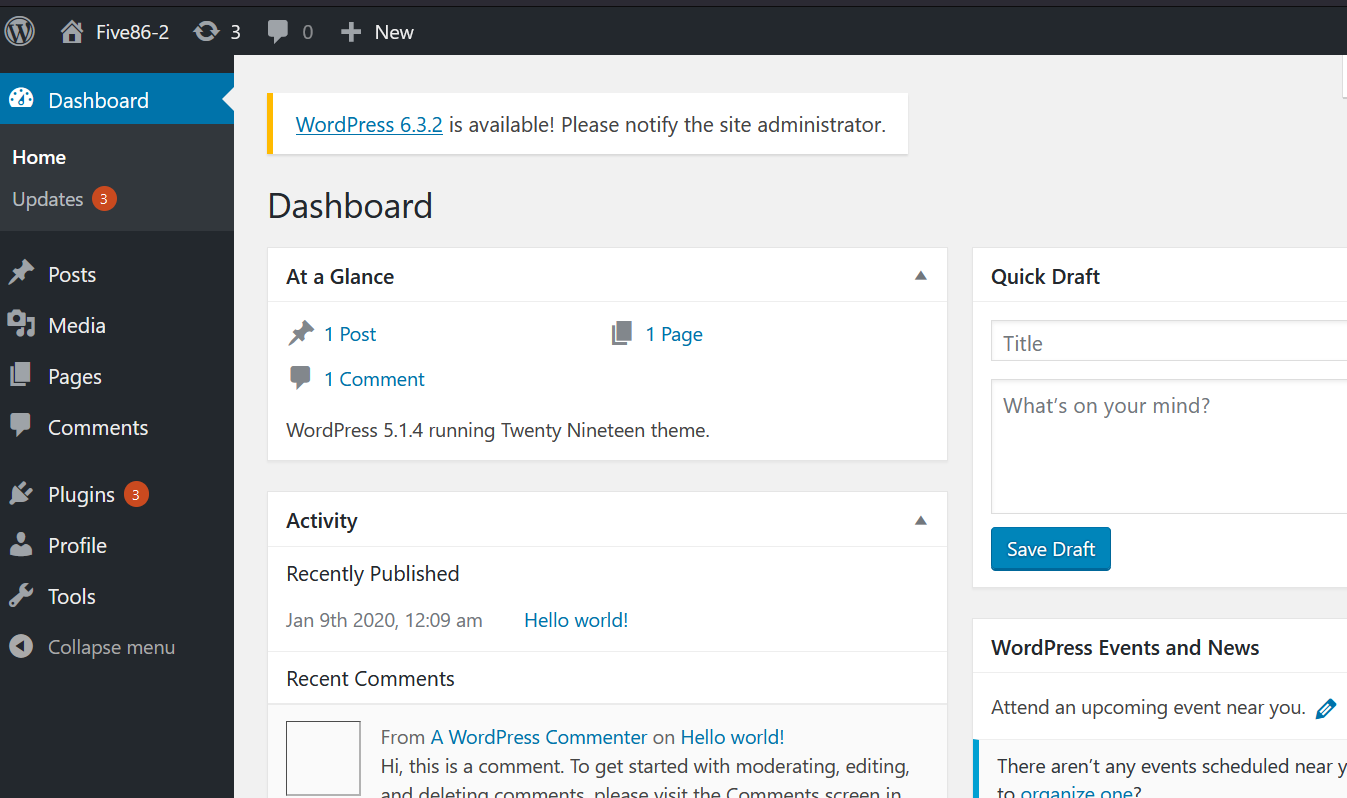 Five86-2 3 0 New
Dashboard
Home
Updates 3
Posts
Media
Pages
Comments
Plugins 3
Profile
Tools
Collapse menu
WordPress 6.3.2 is available! Please notify the site administrator.
Dashboard
At a Glance
1 Post
1 Page
1 Comment
WordPress 5.1.4 running Twenty Nineteen theme.
Activity
Recently Published
Jan 9th 2020, 12:09 am Hello world!
Recent Comments
From A WordPress Commenter on Hello world!
Hi, this is a comment. To get started with moderating, editing,
and deleting comments, please visit the Comments screen in
Quick Draft
Title
What's on your mind?
Save Draft
WordPress Events and News
Attend an upcoming event near you.
There aren't any events scheduled near y
to organize one?